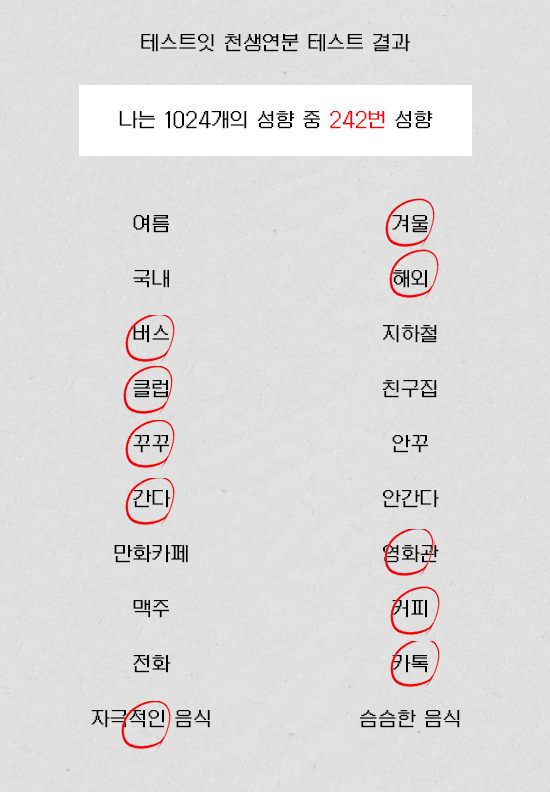 테스트잇 천생연분 테스트 결과
나는 1024개의 성향 중 242번 성향
여름 겨울
국내 해외
버스 지하철
클럽 친구집
꾸꾸 안꾸
간다 안간다
만화카페 영화관
맥주 커피
전화 카톡
자극적인 음식 슴슴한 음식